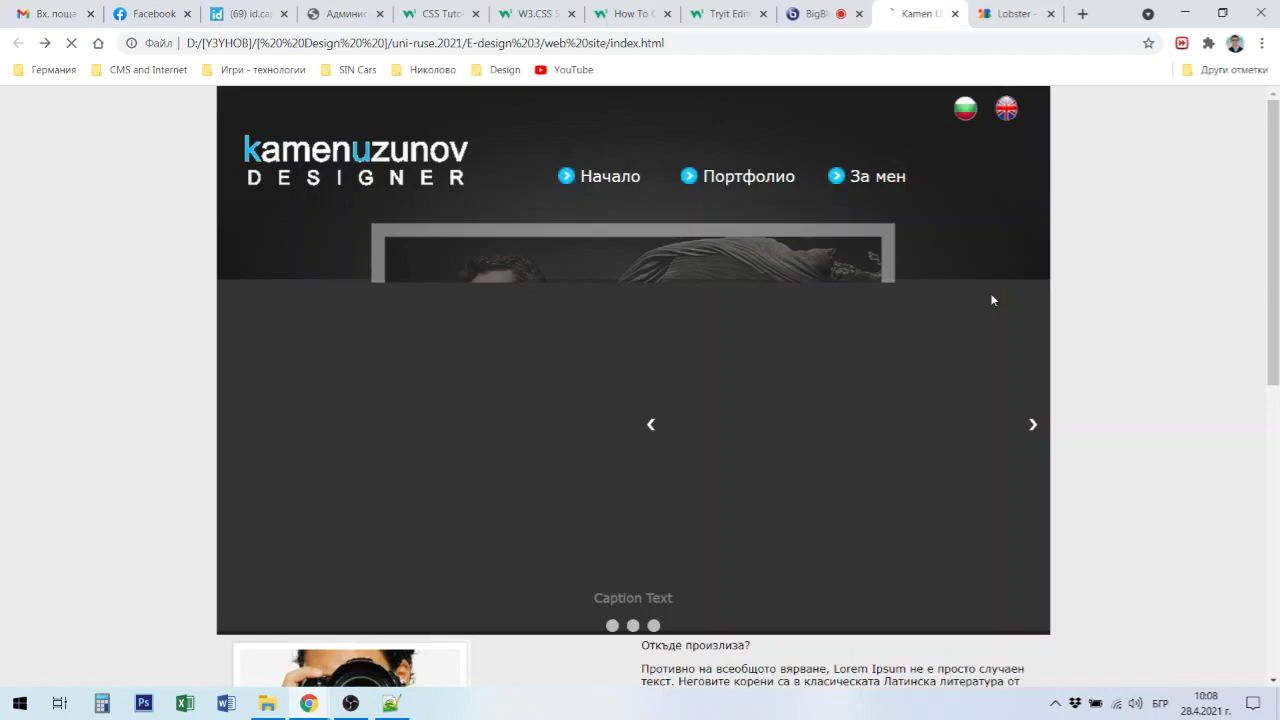 Вх. поща
Facebook
(69) id.ca
Админис
CSS Tuto
W3.CSS S
How To C
Tryit Edito
BigBl
Kamen U
Lobster -
Файл
D:/[Y3YHOB]/[%20%20Design%20%20]/uni-ruse.2021/E-design%203/web%20site/index.html
Германия
CMS and Internet
Игри - технологии
SIN Cars
Николово
Design
YouTube
Други отметки
kamenuzunov
DESIGNER
Начало
Портфолио
За мен
Caption Text
Откъде произлиза?
Противно на всеобщото вярване, Lorem Ipsum не е просто случаен
текст. Неговите корени са в класическата Латинска литература от
БГР
10:08
28.4.2021 г.